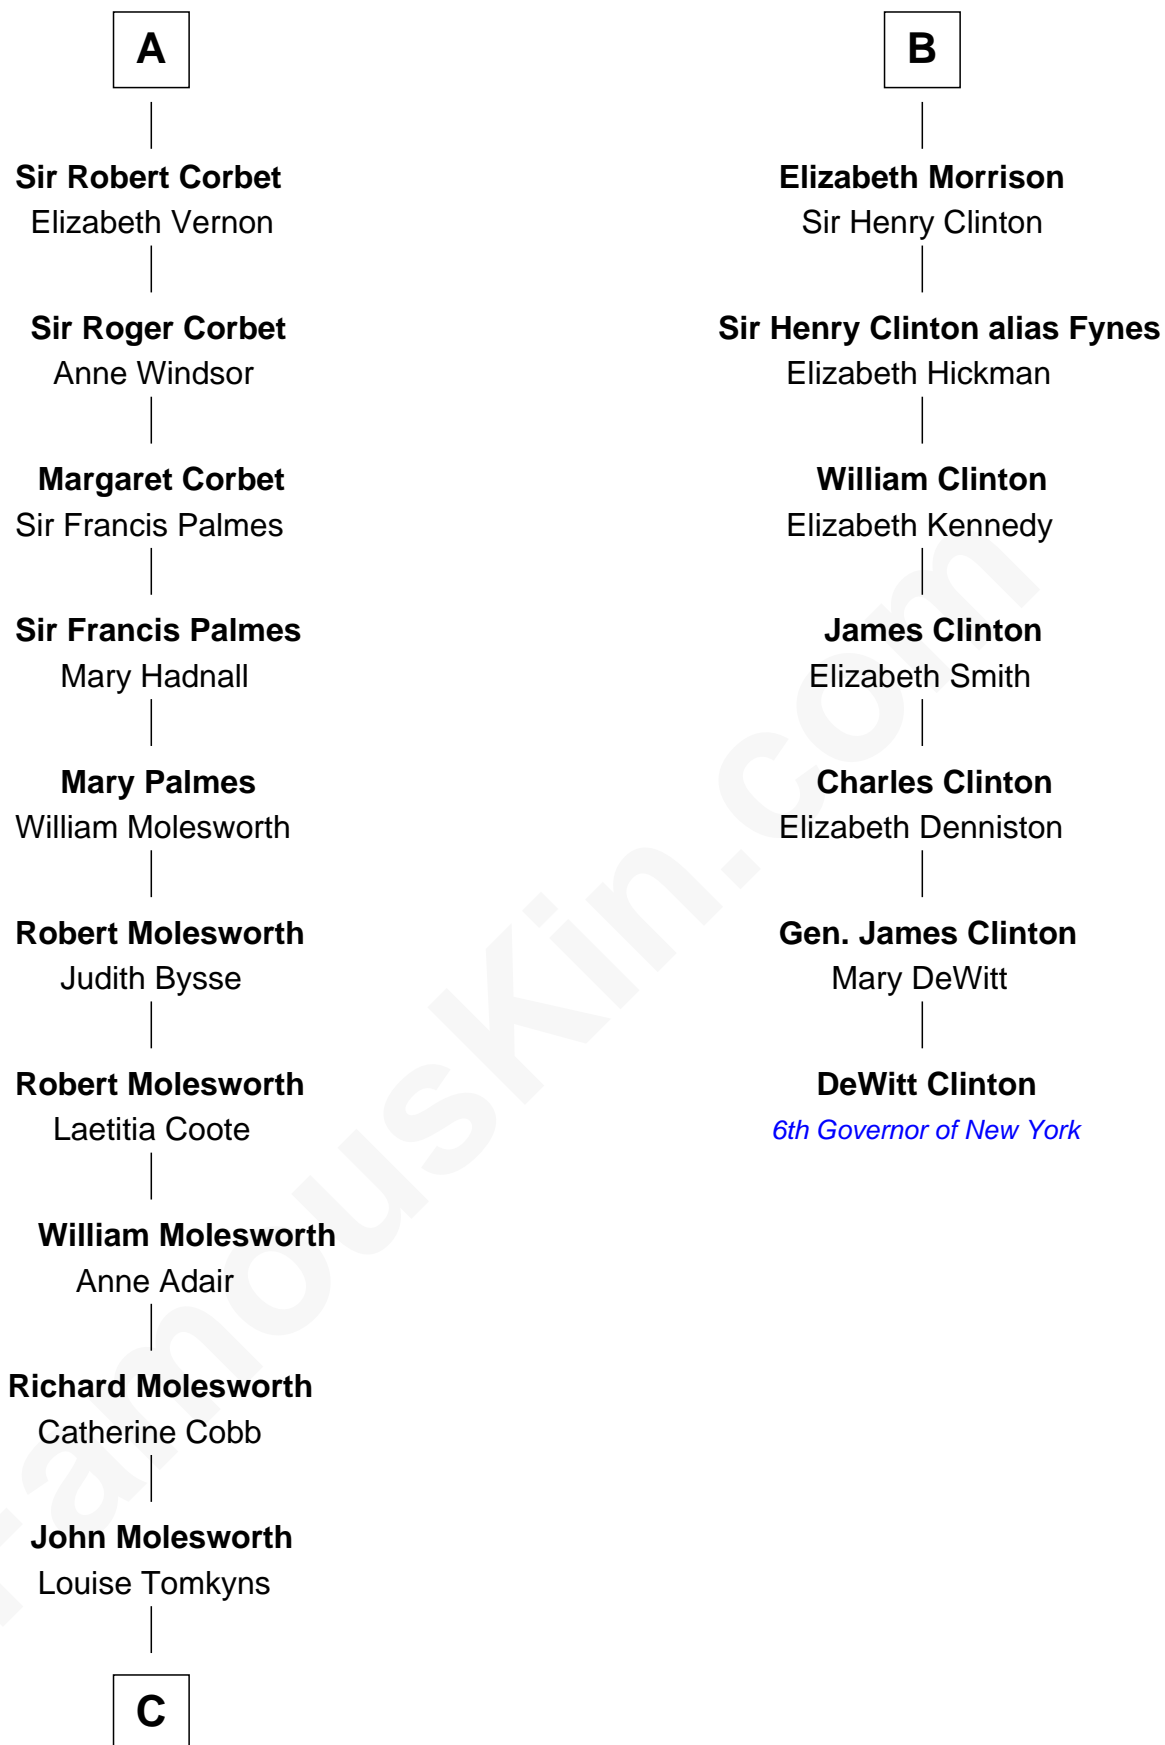 A
Sir Robert Corbet
Elizabeth Vernon
Sir Roger Corbet
Anne Windsor
Margaret Corbet
Sir Francis Palmes
Sir Francis Palmes
Mary Hadnall
Mary Palmes
William Molesworth
Robert Molesworth
Judith Bysse
Robert Molesworth
Laetitia Coote
William Molesworth
Anne Adair
Richard Molesworth
Catherine Cobb
John Molesworth
Louise Tomkyns
C
B
Elizabeth Morrison
Sir Henry Clinton
Sir Henry Clinton alias Fynes
Elizabeth Hickman
William Clinton
Elizabeth Kennedy
James Clinton
Elizabeth Smith
Charles Clinton
Elizabeth Denniston
Gen. James Clinton
Mary DeWitt
DeWitt Clinton
6th Governor of New York
FamousKin.com